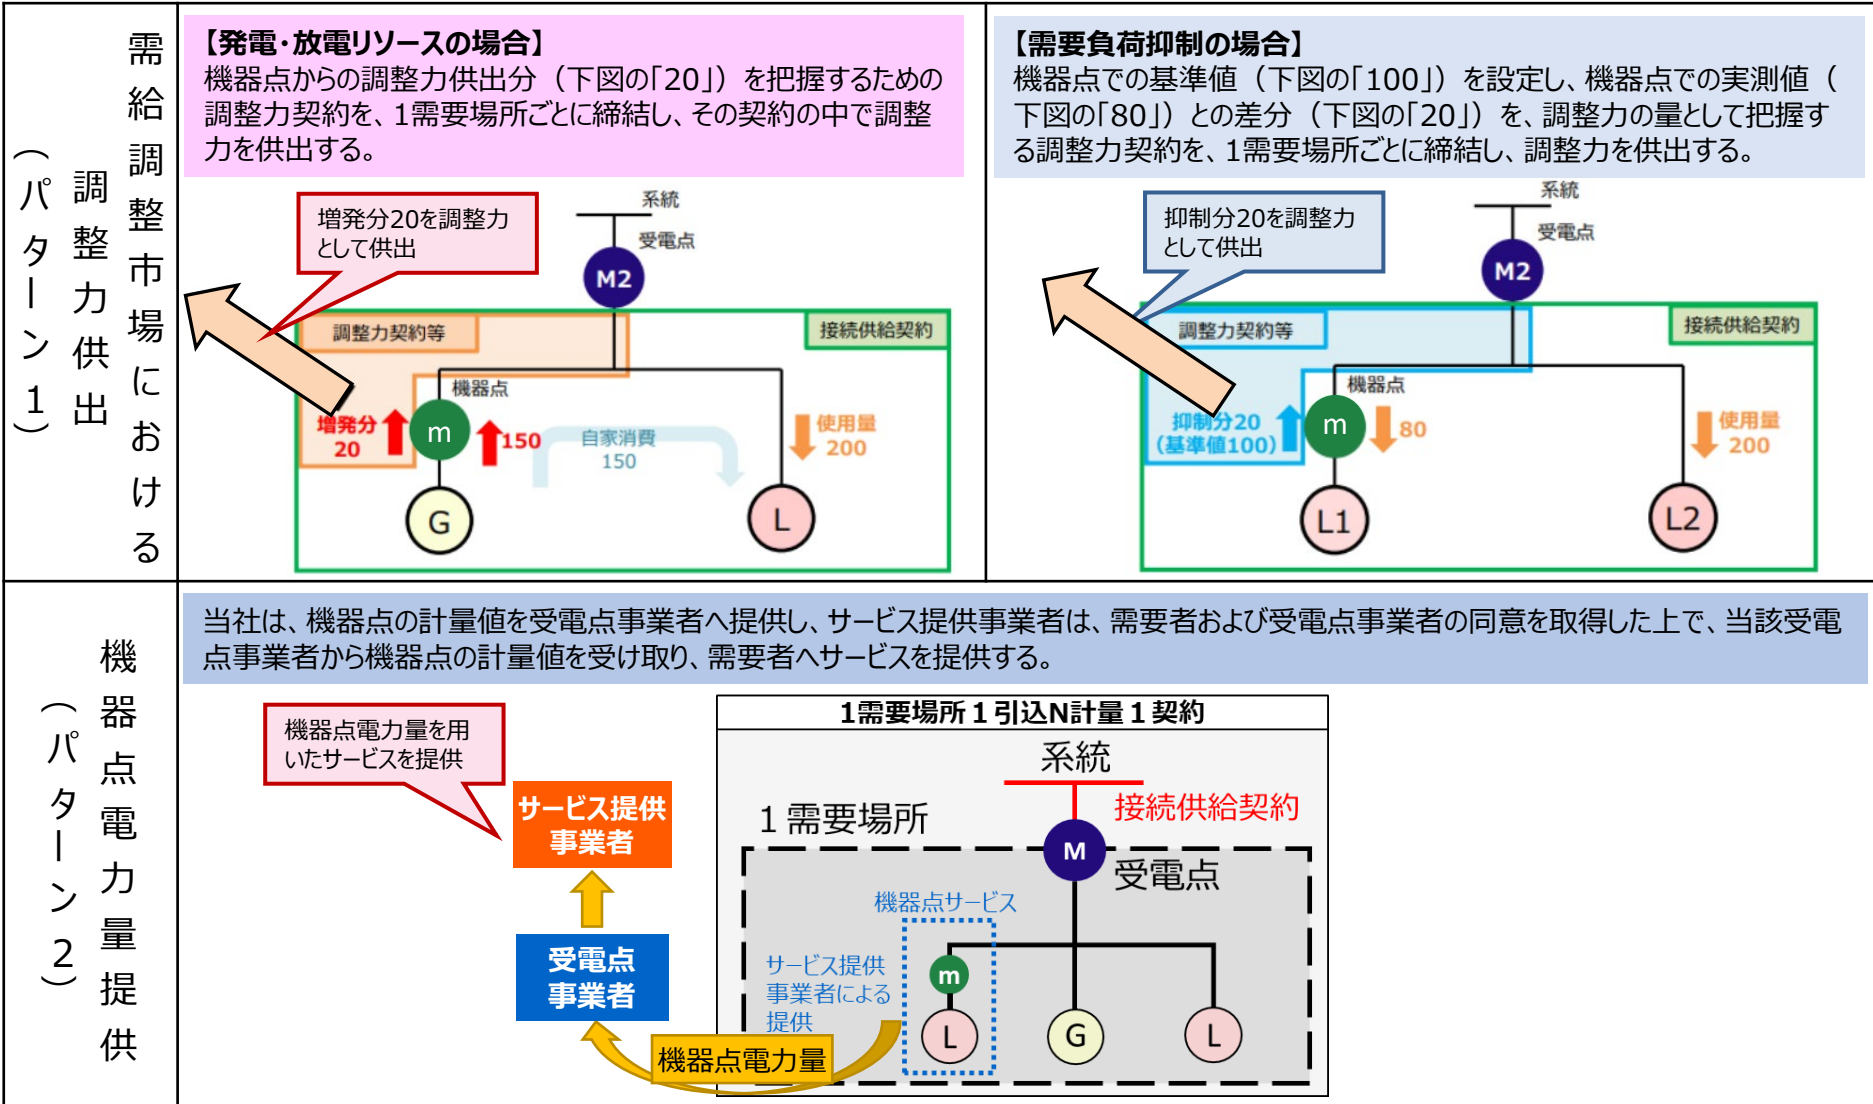 需給調整市場における
調整力供出
（パターン1）
【発電・放電リソースの場合】
機器点からの調整力供出分（下図の「20」）を把握するための
調整力契約を、1需要場所ごとに締結し、その契約の中で調整
力を供出する。
増発分20を調整力
として供出
系統
受電点
M2
調整力契約等
接続供給契約
機器点
増発分
20
m
150
自家消費
150
使用量
200
G
L
【需要負荷抑制の場合】
機器点での基準値（下図の「100」）を設定し、機器点での実測値（
下図の「80」）との差分（下図の「20」）を、調整力の量として把握す
る調整力契約を、1需要場所ごとに締結し、調整力を供出する。
抑制分20を調整力
として供出
系統
受電点
M2
調整力契約等
接続供給契約
機器点
抑制分20
(基準値100)
m
80
使用量
200
L1
L2
機器点電力量提供
（パターン2）
当社は、機器点の計量値を受電点事業者へ提供し、サービス提供事業者は、需要者および受電点事業者の同意を取得した上で、当該受電
点事業者から機器点の計量値を受け取り、需要者へサービスを提供する。
機器点電力量を用
いたサービスを提供
サービス提供
事業者
受電点
事業者
機器点電力量
1需要場所１引込N計量１契約
系統
接続供給契約
１需要場所
M
受電点
機器点サービス
サービス提供
事業者による
提供
m
L
G
L